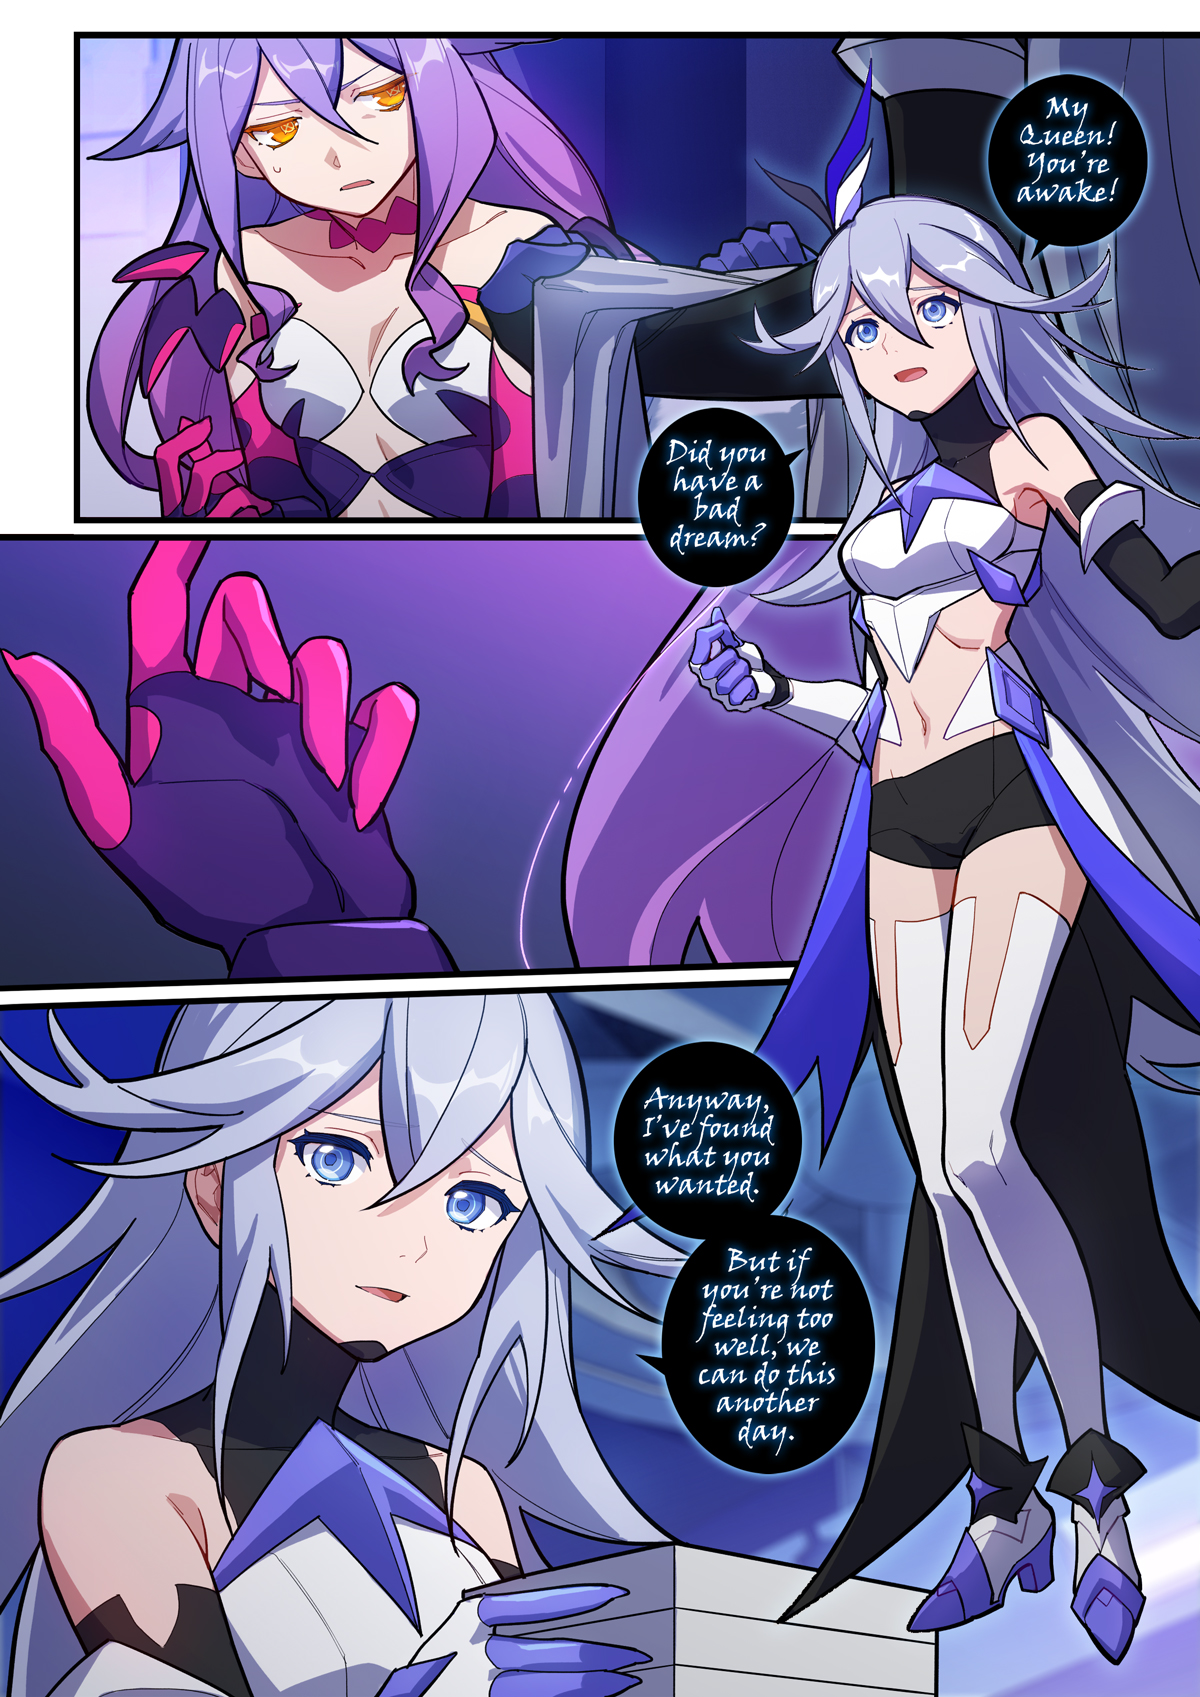 My
Queen!
You're
awake!
Did you
have a
bad
dream?
Anyway,
I've found
what you
wanted.
But if
you're not
feeling too
well, we
can do this
another
day.